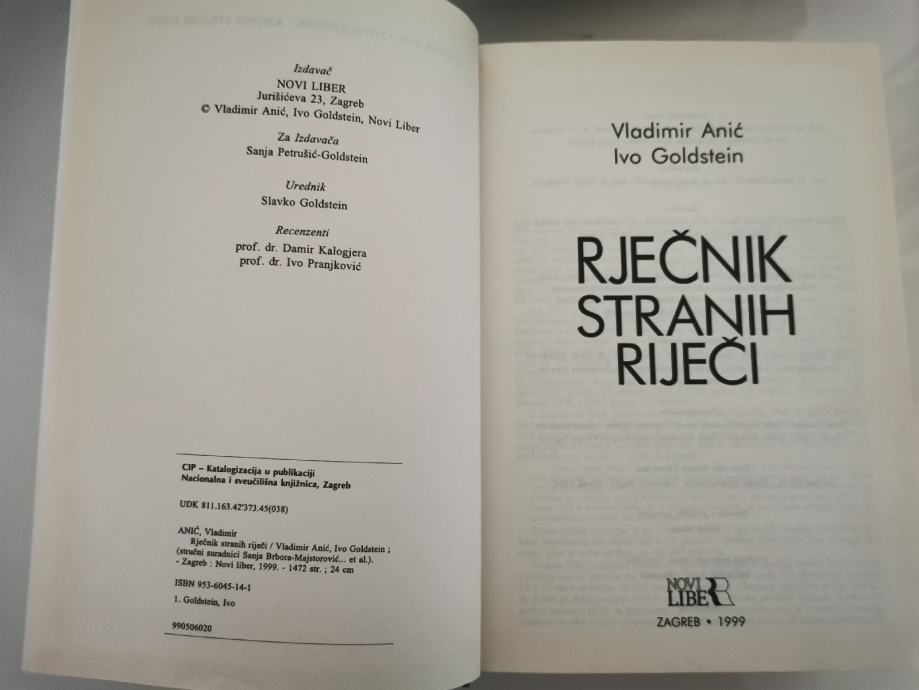 Izdavač
NOVI LIBER
Jurišićeva 23, Zagreb
© Vladimir Anić, Ivo Goldstein, Novi Liber
Za Izdavača
Sanja Petrušić-Goldstein
Urednik
Slavko Goldstein
Recenzenti
prof. dr. Damir Kalogjera
prof. dr. Ivo Pranjković
CIP – Katalogizacija u publikaciji
Nacionalna i sveučilišna knjižnica, Zagreb
UDK 811.163.42'373.45(038)
ANIĆ, Vladimir
Rječnik stranih riječi / Vladimir Anić, Ivo Goldstein ;
(stručni suradnici Sanja Brbora-Majstorović... et al.).
- Zagreb : Novi liber, 1999. - 1472 str. ; 24 cm
ISBN 953-6045-14-1
1. Goldstein, Ivo
990506020
Vladimir Anić
Ivo Goldstein
RJEČNIK
STRANIH
RIJEČI
NOVI
LIBER
ZAGREB • 1999